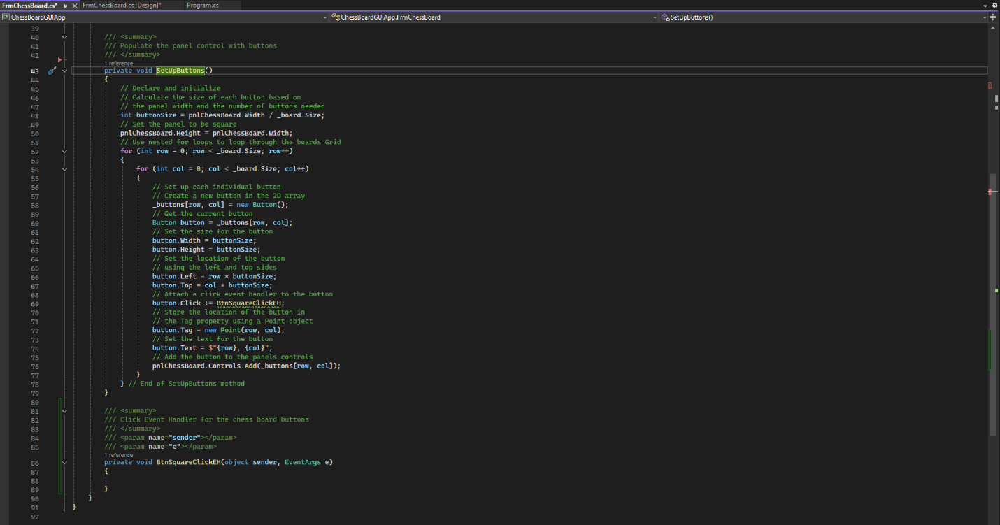 FrmChessBoard.cs* FrmChessBoard.cs [Design]* Program.cs
ChessBoardGUIApp ChessBoardGUIApp.FrmChessBoard SetUpButtons()
39
40 /// <summary>
41 /// Populate the panel control with buttons
42 /// </summary>
1 reference
43 private void SetUpButtons()
44 {
45 // Declare and initialize
46 // Calculate the size of each button based on
47 // the panel width and the number of buttons needed
48 int buttonSize = pnlChessBoard.Width / _board.Size;
49 // Set the panel to be square
50 pnlChessBoard.Height = pnlChessBoard.Width;
51 // Use nested for loops to loop through the boards Grid
52 for (int row = 0; row < _board.Size; row++)
53 {
54 for (int col = 0; col < _board.Size; col++)
55 {
56 // Set up each individual button
57 // Create a new button in the 2D array
58 _buttons[row, col] = new Button();
59 // Get the current button
60 Button button = _buttons[row, col];
61 // Set the size for the button
62 button.Width = buttonSize;
63 button.Height = buttonSize;
64 // Set the location of the button
65 // using the left and top sides
66 button.Left = row * buttonSize;
67 button.Top = col * buttonSize;
68 // Attach a click event handler to the button
69 button.Click += BtnSquareClickEH;
70 // Store the location of the button in
71 // the Tag property using a Point object
72 button.Tag = new Point(row, col);
73 // Set the text for the button
74 button.Text = $"{row}, {col}";
75 // Add the button to the panels controls
76 pnlChessBoard.Controls.Add(_buttons[row, col]);
77 }
78 } // End of SetUpButtons method
79 }
80
81 /// <summary>
82 /// Click Event Handler for the chess board buttons
83 /// </summary>
84 /// <param name="sender"></param>
85 /// <param name="e"></param>
1 reference
86 private void BtnSquareClickEH(object sender, EventArgs e)
87 {
88
89 }
90 }
91 }
92